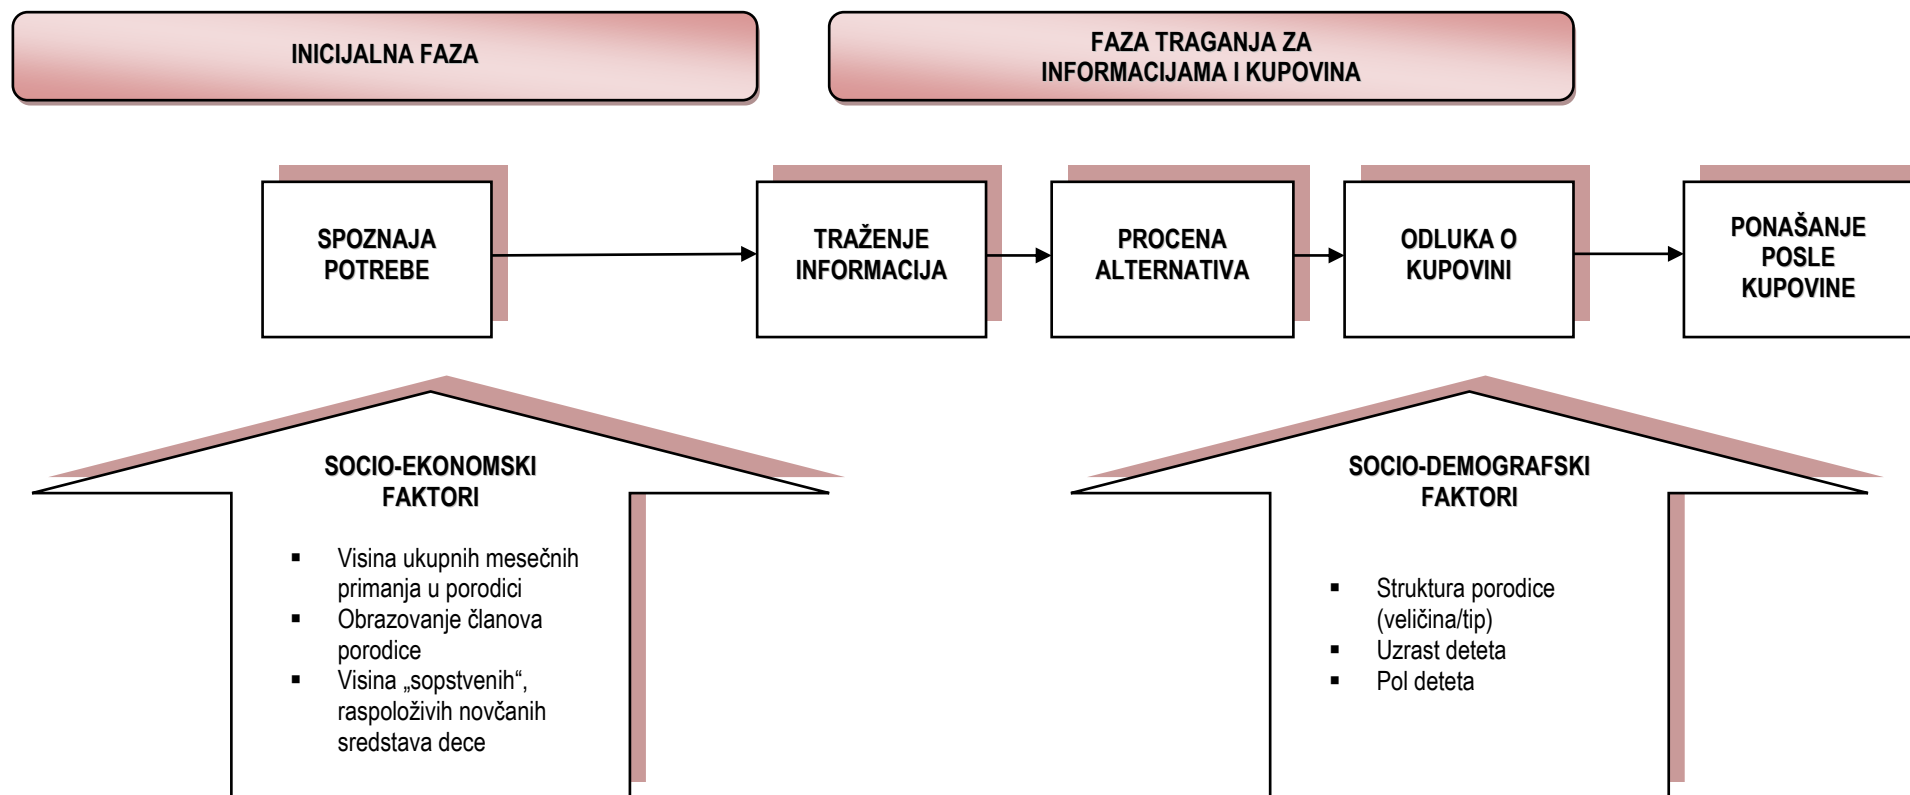 INICIJALNA FAZA
FAZA TRAGANJA ZA
INFORMACIJAMA I KUPOVINA
SPOZNAJA
POTREBE
TRAŽENJE
INFORMACIJA
PROCENA
ALTERNATIVA
ODLUKA O
KUPOVINI
PONAŠANJE
POSLE
KUPOVINE
SOCIO-EKONOMSKI
FAKTORI
▪ Visina ukupnih mesečnih
primanja u porodici
▪ Obrazovanje članova
porodice
▪ Visina „sopstvenih“,
raspoloživih novčanih
sredstava dece
SOCIO-DEMOGRAFSKI
FAKTORI
▪ Struktura porodice
(veličina/tip)
▪ Uzrast deteta
▪ Pol deteta